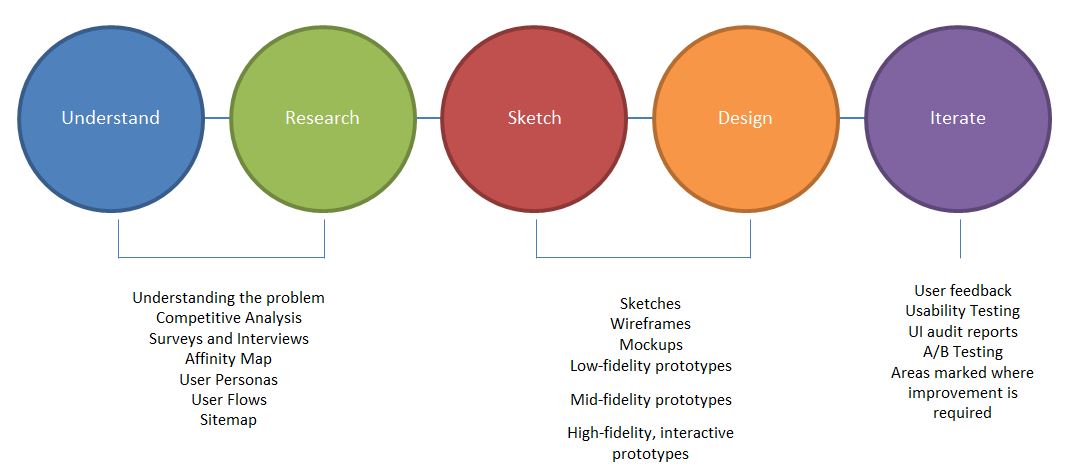 Understand
Research
Sketch
Design
Iterate
Understanding the problem
Competitive Analysis
Surveys and Interviews
Affinity Map
User Personas
User Flows
Sitemap
Sketches
Wireframes
Mockups
Low-fidelity prototypes
Mid-fidelity prototypes
High-fidelity, interactive
prototypes
User feedback
Usability Testing
UI audit reports
A/B Testing
Areas marked where
improvement is
required